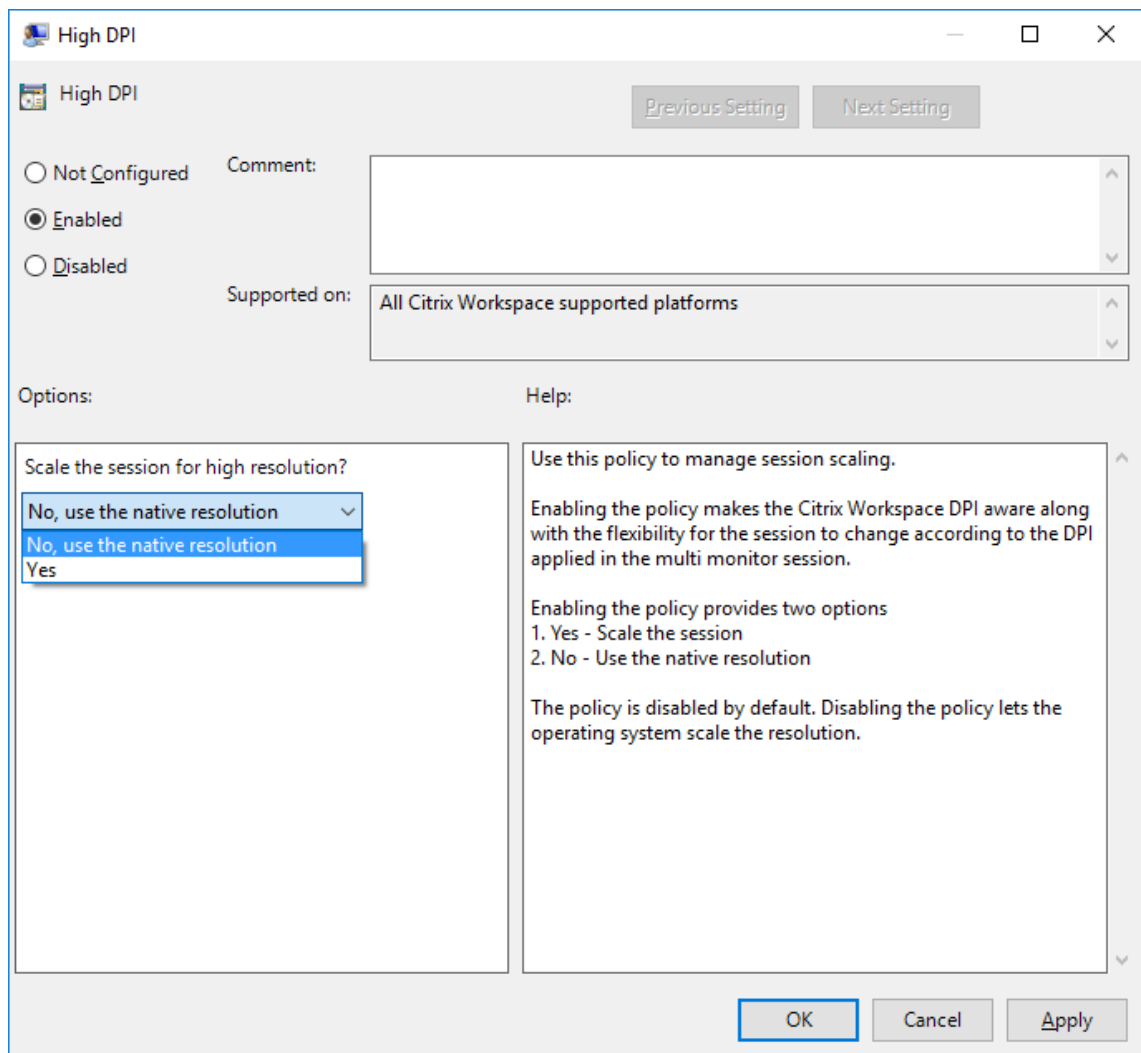 High DPI
High DPI
Previous Setting
Next Setting
Not Configured
Comment:
Enabled
Disabled
Supported on:
All Citrix Workspace supported platforms
Options:
Help:
Scale the session for high resolution?
No, use the native resolution
No, use the native resolution
Yes
Use this policy to manage session scaling.
Enabling the policy makes the Citrix Workspace DPI aware along
with the flexibility for the session to change according to the DPI
applied in the multi monitor session.
Enabling the policy provides two options
1. Yes - Scale the session
2. No - Use the native resolution
The policy is disabled by default. Disabling the policy lets the
operating system scale the resolution.
OK
Cancel
Apply